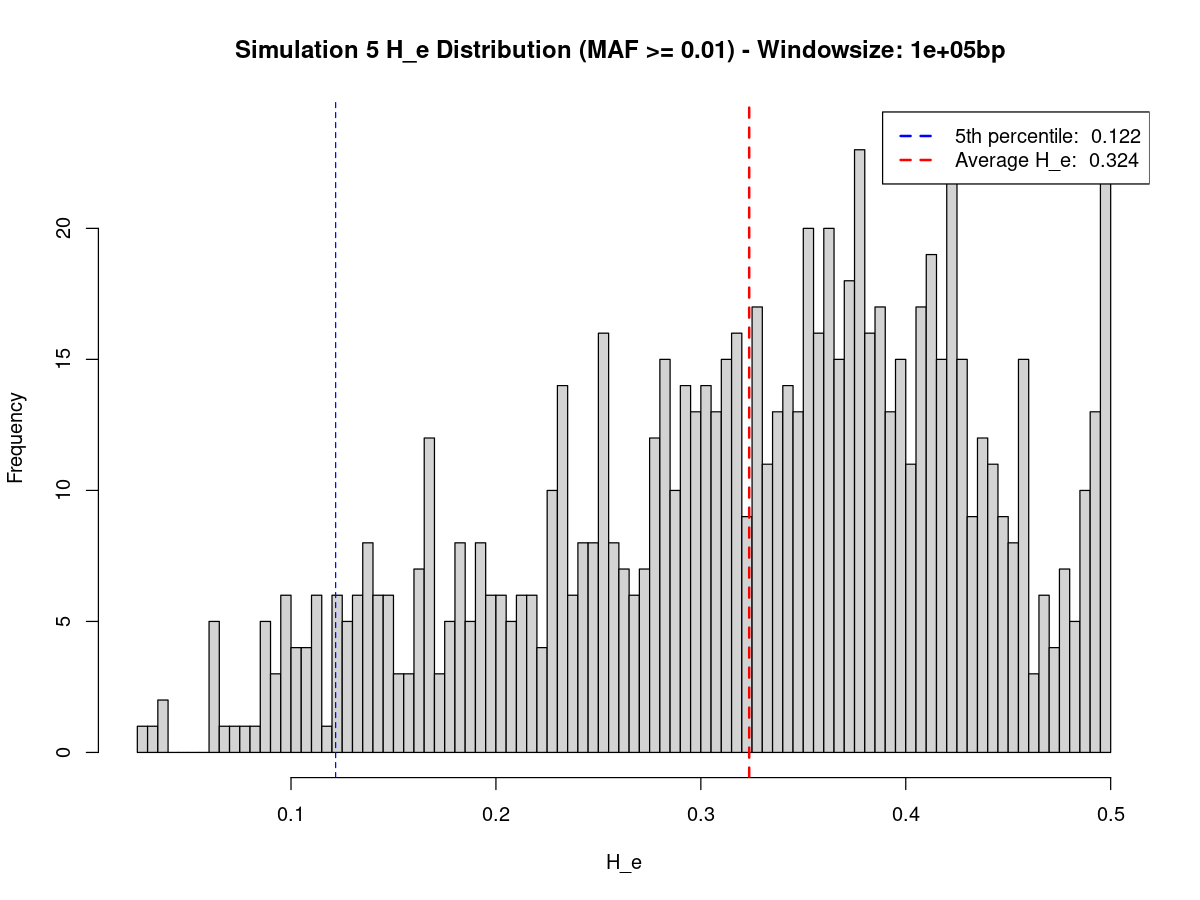 Simulation 5 H_e Distribution (MAF >= 0.01) - Windowsize: 1e+05bp
5th percentile:  0.122
Average H_e:  0.324
Frequency
20
15
10
5
0
0.1 0.2 0.3 0.4 0.5
H_e